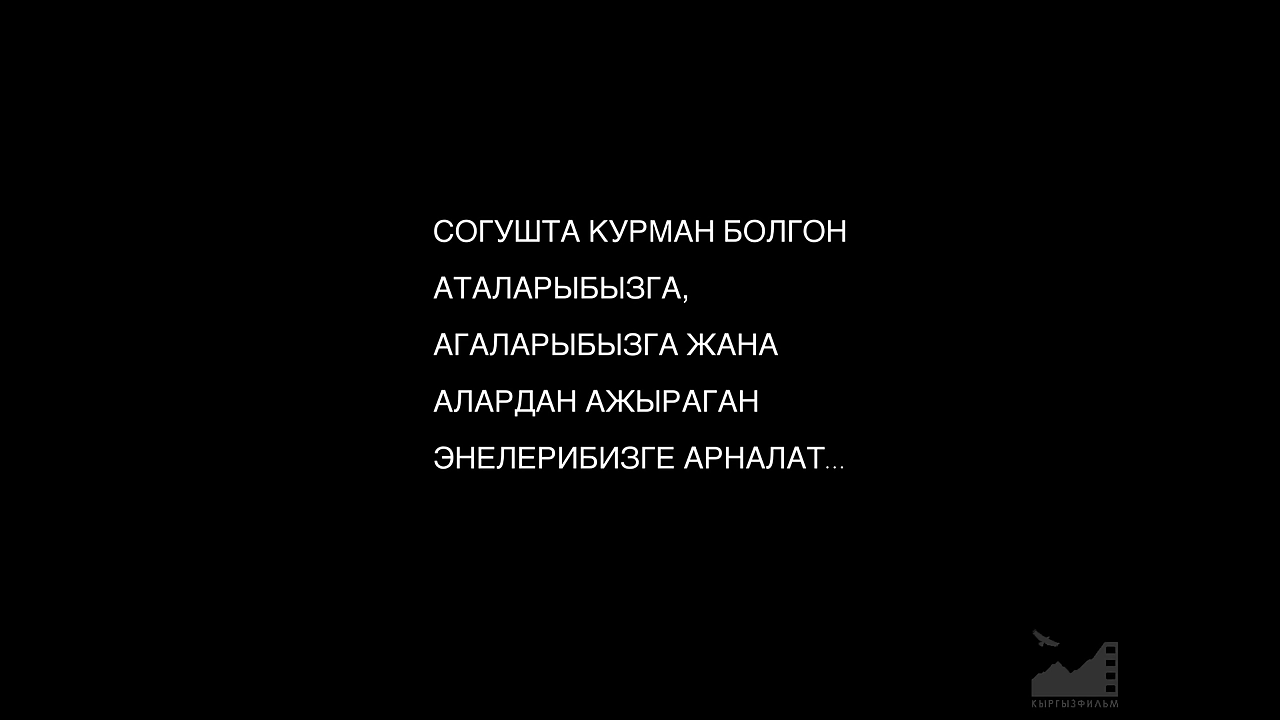 СОГУШТА КУРМАН БОЛГОН
АТАЛАРЫБЫЗГА,
АГАЛАРЫБЫЗГА ЖАНА
АЛАРДАН АЖЫРАГАН
ЭНЕЛЕРИБИЗГЕ АРНАЛАТ...
КЫРГЫЗФИЛЬМ